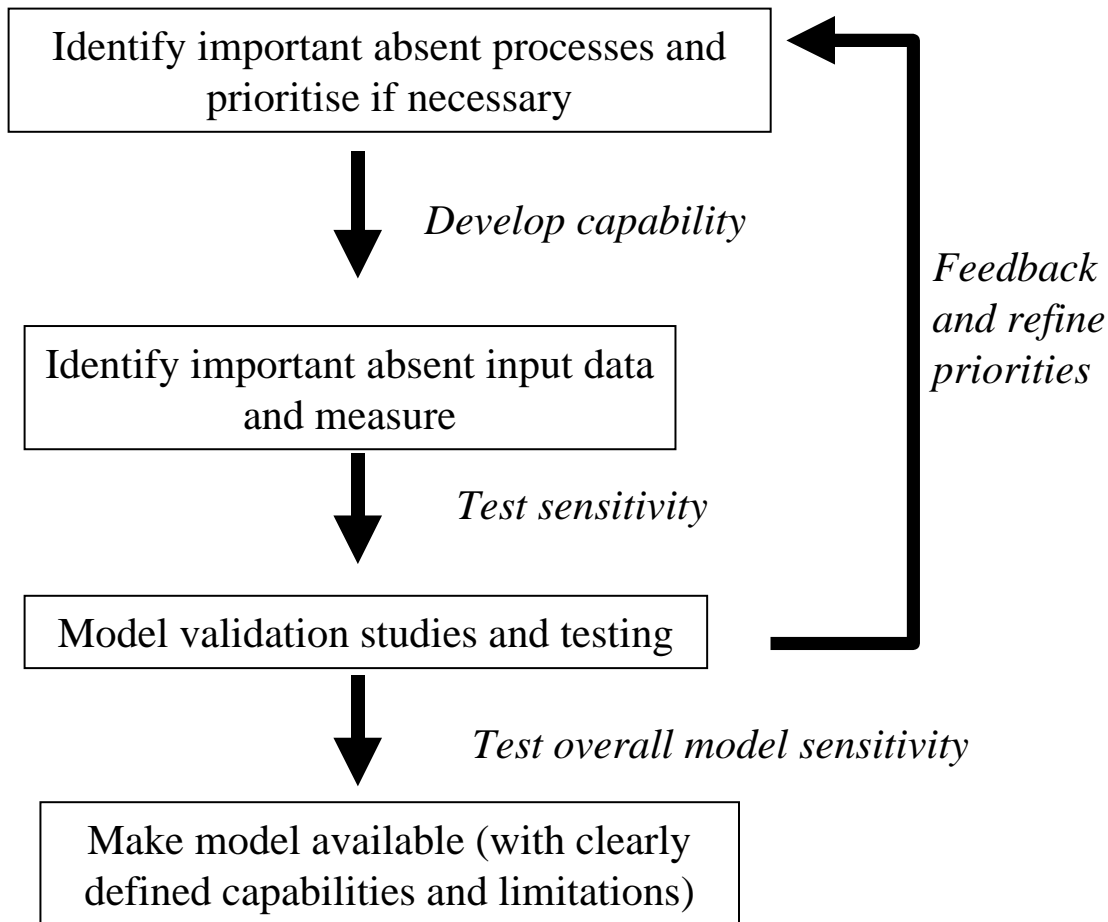 Identify important absent processes and
prioritise if necessary
Develop capability
Feedback
and refine
priorities
Identify important absent input data
and measure
Test sensitivity
Model validation studies and testing
Test overall model sensitivity
Make model available (with clearly
defined capabilities and limitations)